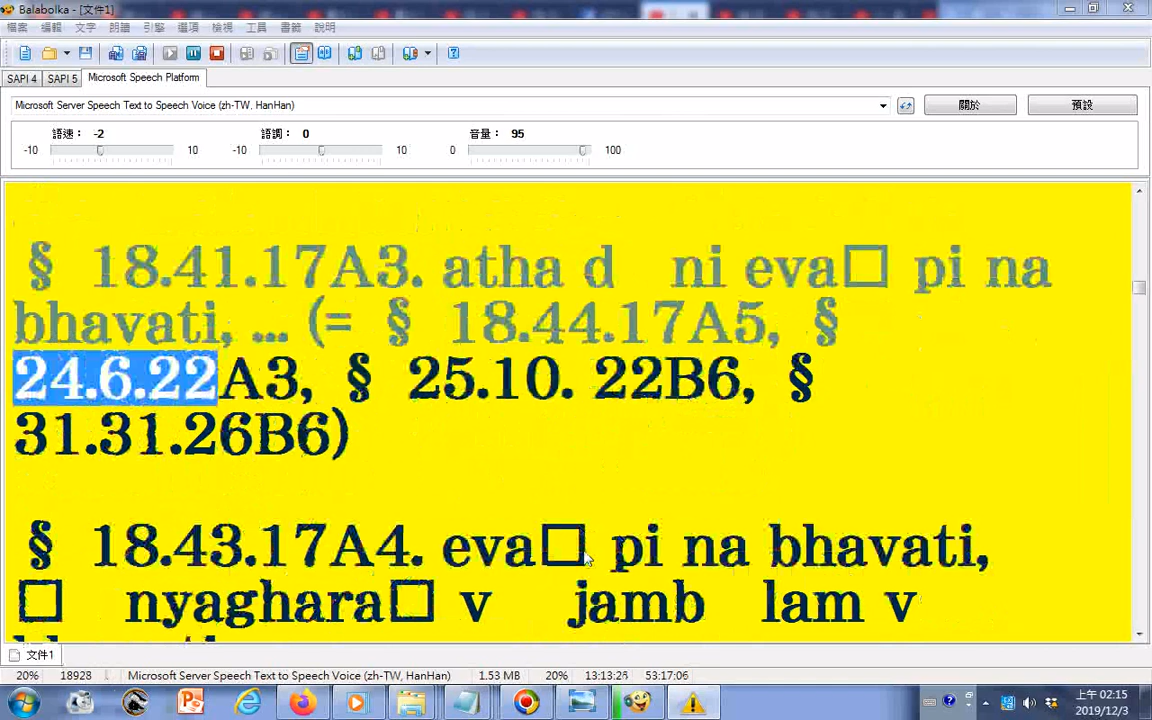 Balabolka - [文件1]
檔案 編輯 文字 朗讀 引擎 選項 檢視 工具 書籤 說明
SAPI 4 SAPI 5 Microsoft Speech Platform
Microsoft Server Speech Text to Speech Voice (zh-TW, HanHan) 關於 預設
語速： -2 語調： 0 音量： 95
-10 10 -10 10 0 100
§ 18.41.17A3. atha d ni eva□ pi na
bhavati, ... (= § 18.44.17A5, §
24.6.22A3, § 25.10. 22B6, §
31.31.26B6)
§ 18.43.17A4. eva□ pi na bhavati,
□ nyaghara□ v jamb lam v
文件1
20% 18928 Microsoft Server Speech Text to Speech Voice (zh-TW, HanHan) 1.53 MB 20% 13:13:25 53:17:06
上午 02:15
2019/12/3